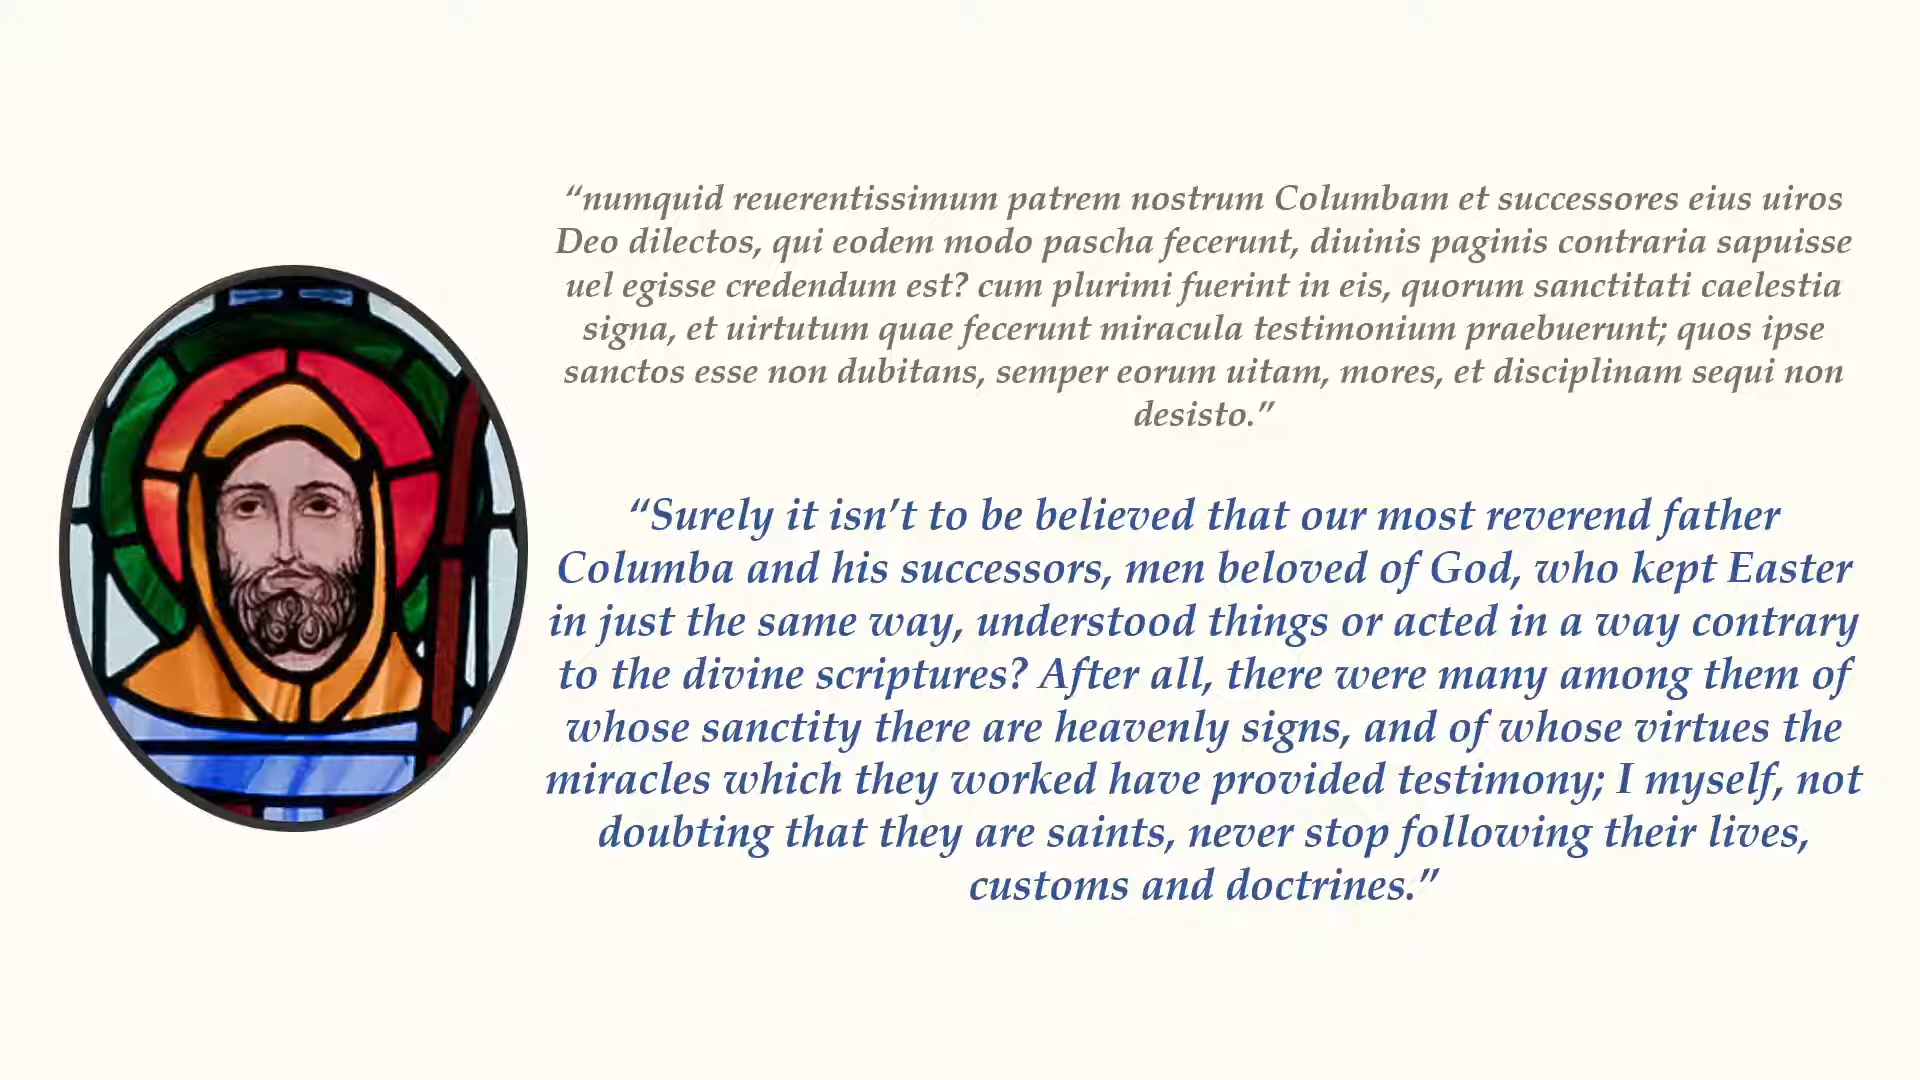 “numquid reuerentissimum patrem nostrum Columbam et successores eius uiros
Deo dilectos, qui eodem modo pascha fecerunt, diuinis paginis contraria sapuisse
uel egisse credendum est? cum plurimi fuerint in eis, quorum sanctitati caelestia
signa, et uirtutum quae fecerunt miracula testimonium praebuerunt; quos ipse
sanctos esse non dubitans, semper eorum uitam, mores, et disciplinam sequi non
desisto.”
“Surely it isn’t to be believed that our most reverend father
Columba and his successors, men beloved of God, who kept Easter
in just the same way, understood things or acted in a way contrary
to the divine scriptures? After all, there were many among them of
whose sanctity there are heavenly signs, and of whose virtues the
miracles which they worked have provided testimony; I myself, not
doubting that they are saints, never stop following their lives,
customs and doctrines.”